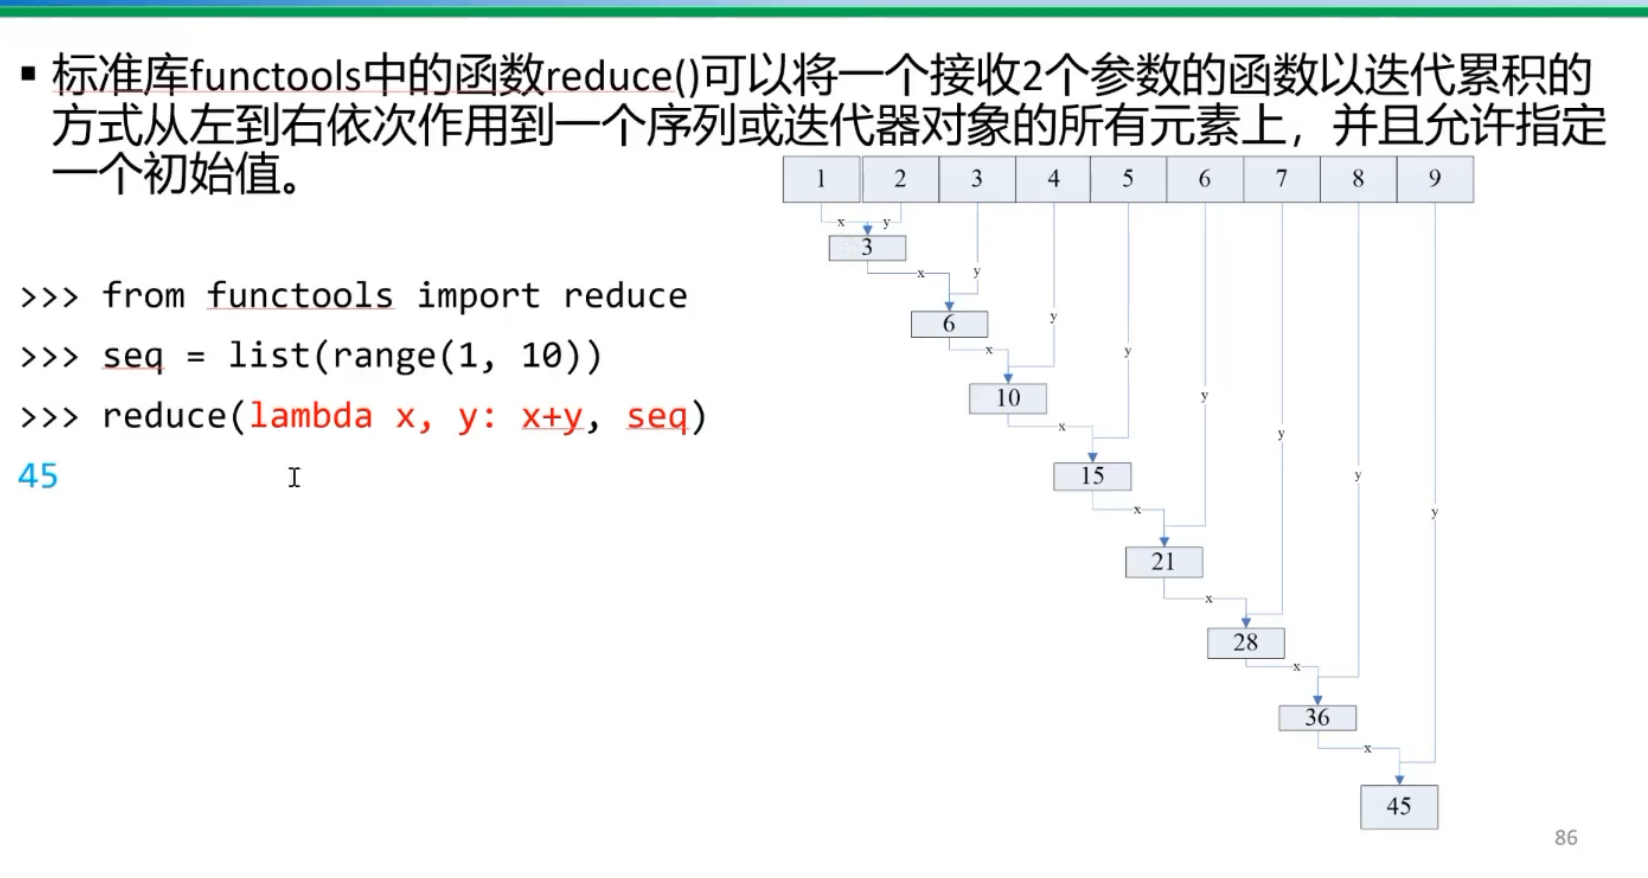 ▪ 标准库functools中的函数reduce()可以将一个接收2个参数的函数以迭代累积的
方式从左到右依次作用到一个序列或迭代器对象的所有元素上，并且允许指定
一个初始值。
>>> from functools import reduce
>>> seq = list(range(1, 10))
>>> reduce(lambda x, y: x+y, seq)
45
1 2 3 4 5 6 7 8 9
x y
3
x y
6
x y
10
x y
15
x y
21
x y
28
x y
36
x y
45
86